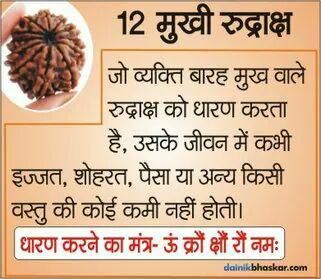 12 मुखी रुद्राक्ष
जो व्यक्ति बारह मुख वाले
रुद्राक्ष को धारण करता
है, उसके जीवन में कभी
इज्जत, शोहरत, पैसा या अन्य किसी
वस्तु की कोई कमी नहीं होती।
धारण करने का मंत्र- ऊं क्रौं क्षौं रौं नमः
dainikbhaskar.com